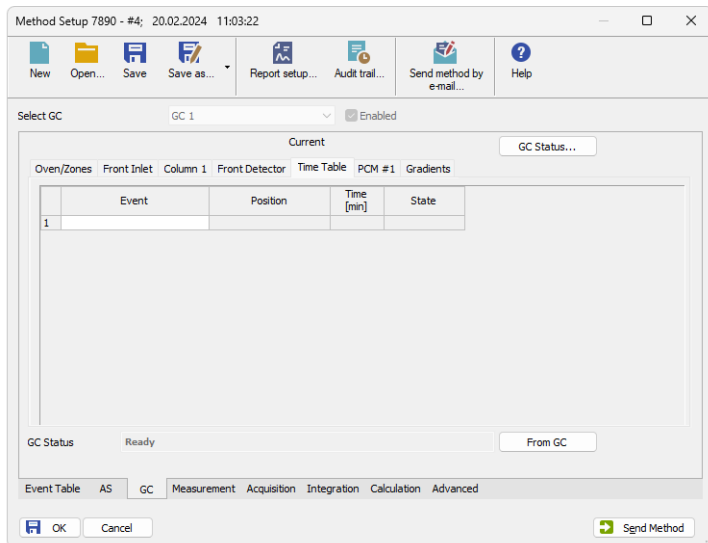 Method Setup 7890 - #4; 20.02.2024 11:03:22
New Open... Save Save as... Report setup... Audit trail... Send method by e-mail... Help
Select GC GC 1 Enabled
Current
GC Status...
Oven/Zones Front Inlet Column 1 Front Detector Time Table PCM #1 Gradients
Event Position Time [min] State
1
GC Status Ready From GC
Event Table AS GC Measurement Acquisition Integration Calculation Advanced
OK Cancel Send Method